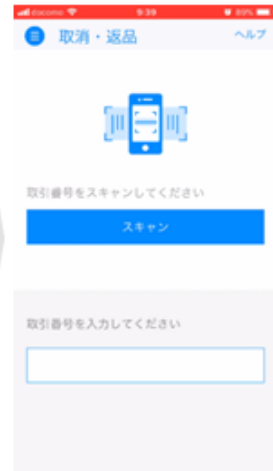 docomo 9:39 89%
取消・返品 ヘルプ
取引番号をスキャンしてください
スキャン
取引番号を入力してください